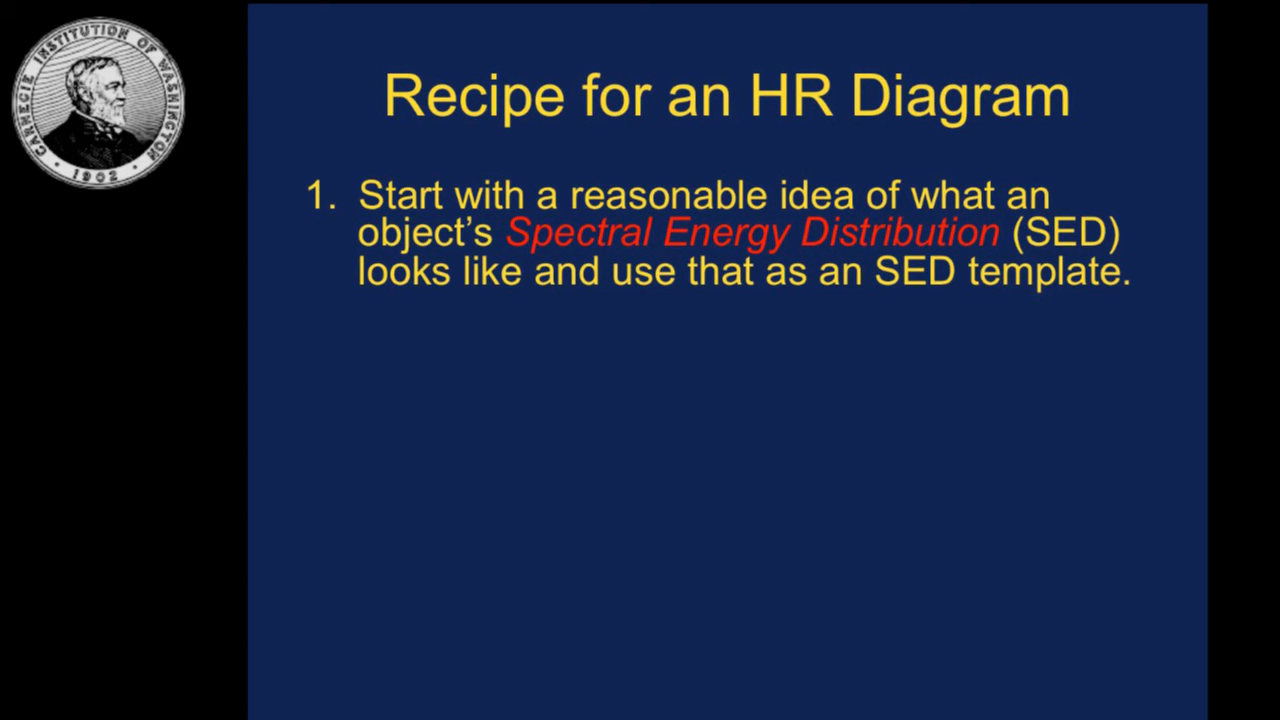 CARNEGIE INSTITUTION OF WASHINGTON
1902
Recipe for an HR Diagram
1. Start with a reasonable idea of what an
object’s Spectral Energy Distribution (SED)
looks like and use that as an SED template.